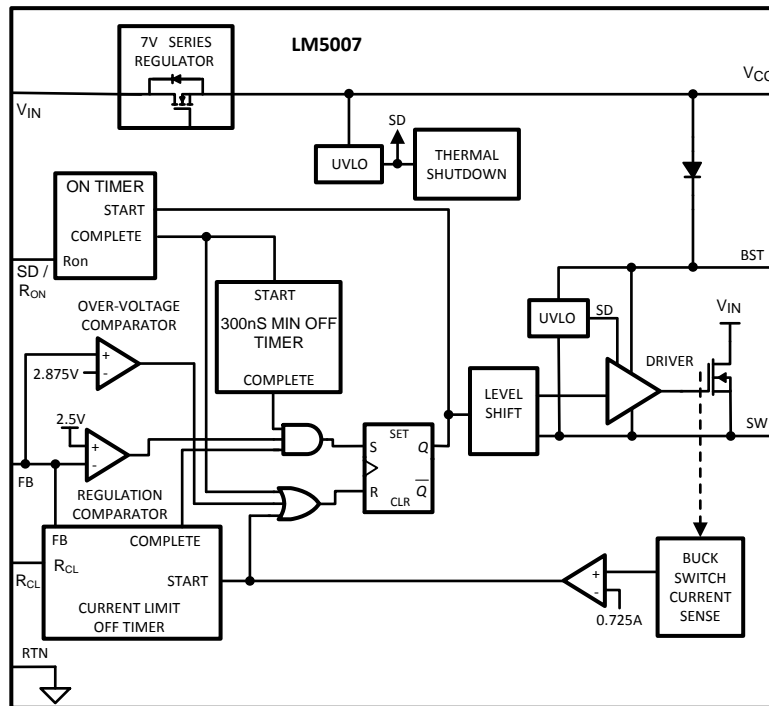 LM5007
7V SERIES
REGULATOR
VIN
VCC
SD
UVLO
THERMAL
SHUTDOWN
ON TIMER
START
COMPLETE
Ron
SD /
RON
BST
START
300nS MIN OFF
TIMER
COMPLETE
OVER-VOLTAGE
COMPARATOR
+
-
2.875V
UVLO
SD
VIN
DRIVER
LEVEL
SHIFT
SW
2.5V
+
-
FB
REGULATION
COMPARATOR
SET
S
Q
R
Q
CLR
FB
COMPLETE
RCL
RCL
START
CURRENT LIMIT
OFF TIMER
+
-
0.725A
BUCK
SWITCH
CURRENT
SENSE
RTN